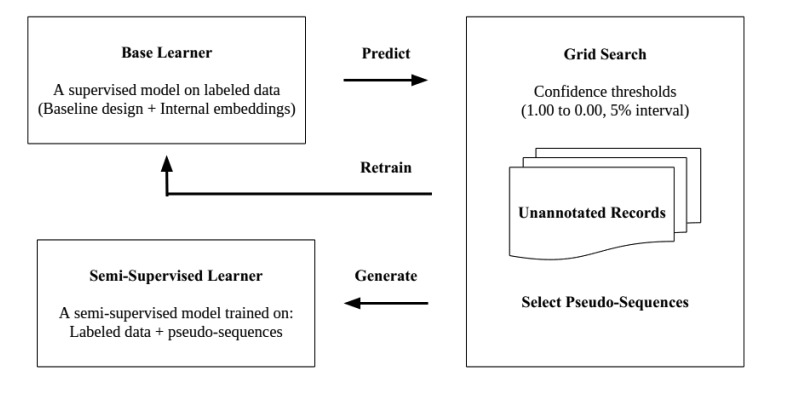 Base Learner
A supervised model on labeled data
(Baseline design + Internal embeddings)
Predict
Grid Search
Confidence thresholds
(1.00 to 0.00, 5% interval)
Retrain
Unannotated Records
Semi-Supervised Learner
A semi-supervised model trained on:
Labeled data + pseudo-sequences
Generate
Select Pseudo-Sequences